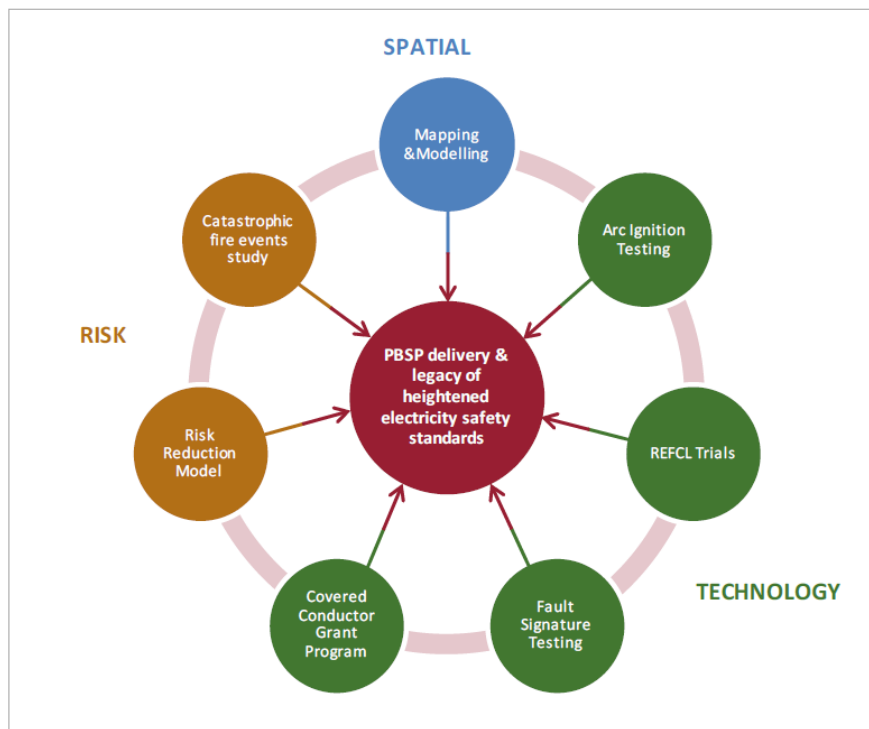 SPATIAL
Mapping
&Modelling
Arc Ignition
Testing
REFCL Trials
TECHNOLOGY
Fault
Signature
Testing
Covered
Conductor
Grant
Program
Risk
Reduction
Model
RISK
Catastrophic
fire events
study
PBSP delivery &
legacy of
heightened
electricity safety
standards